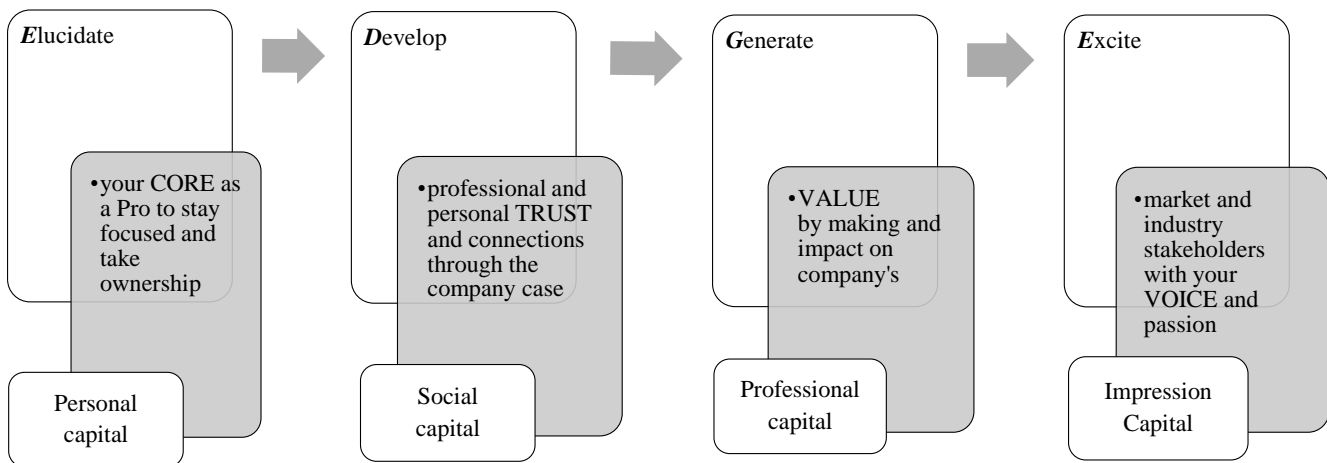 Elucidate
•your CORE as
a Pro to stay
focused and
take
ownership
Personal
capital
Develop
•professional and
personal TRUST
and connections
through the
company case
Social
capital
Generate
•VALUE
by making and
impact on
company's
Professional
capital
Excite
•market and
industry
stakeholders
with your
VOICE and
passion
Impression
Capital